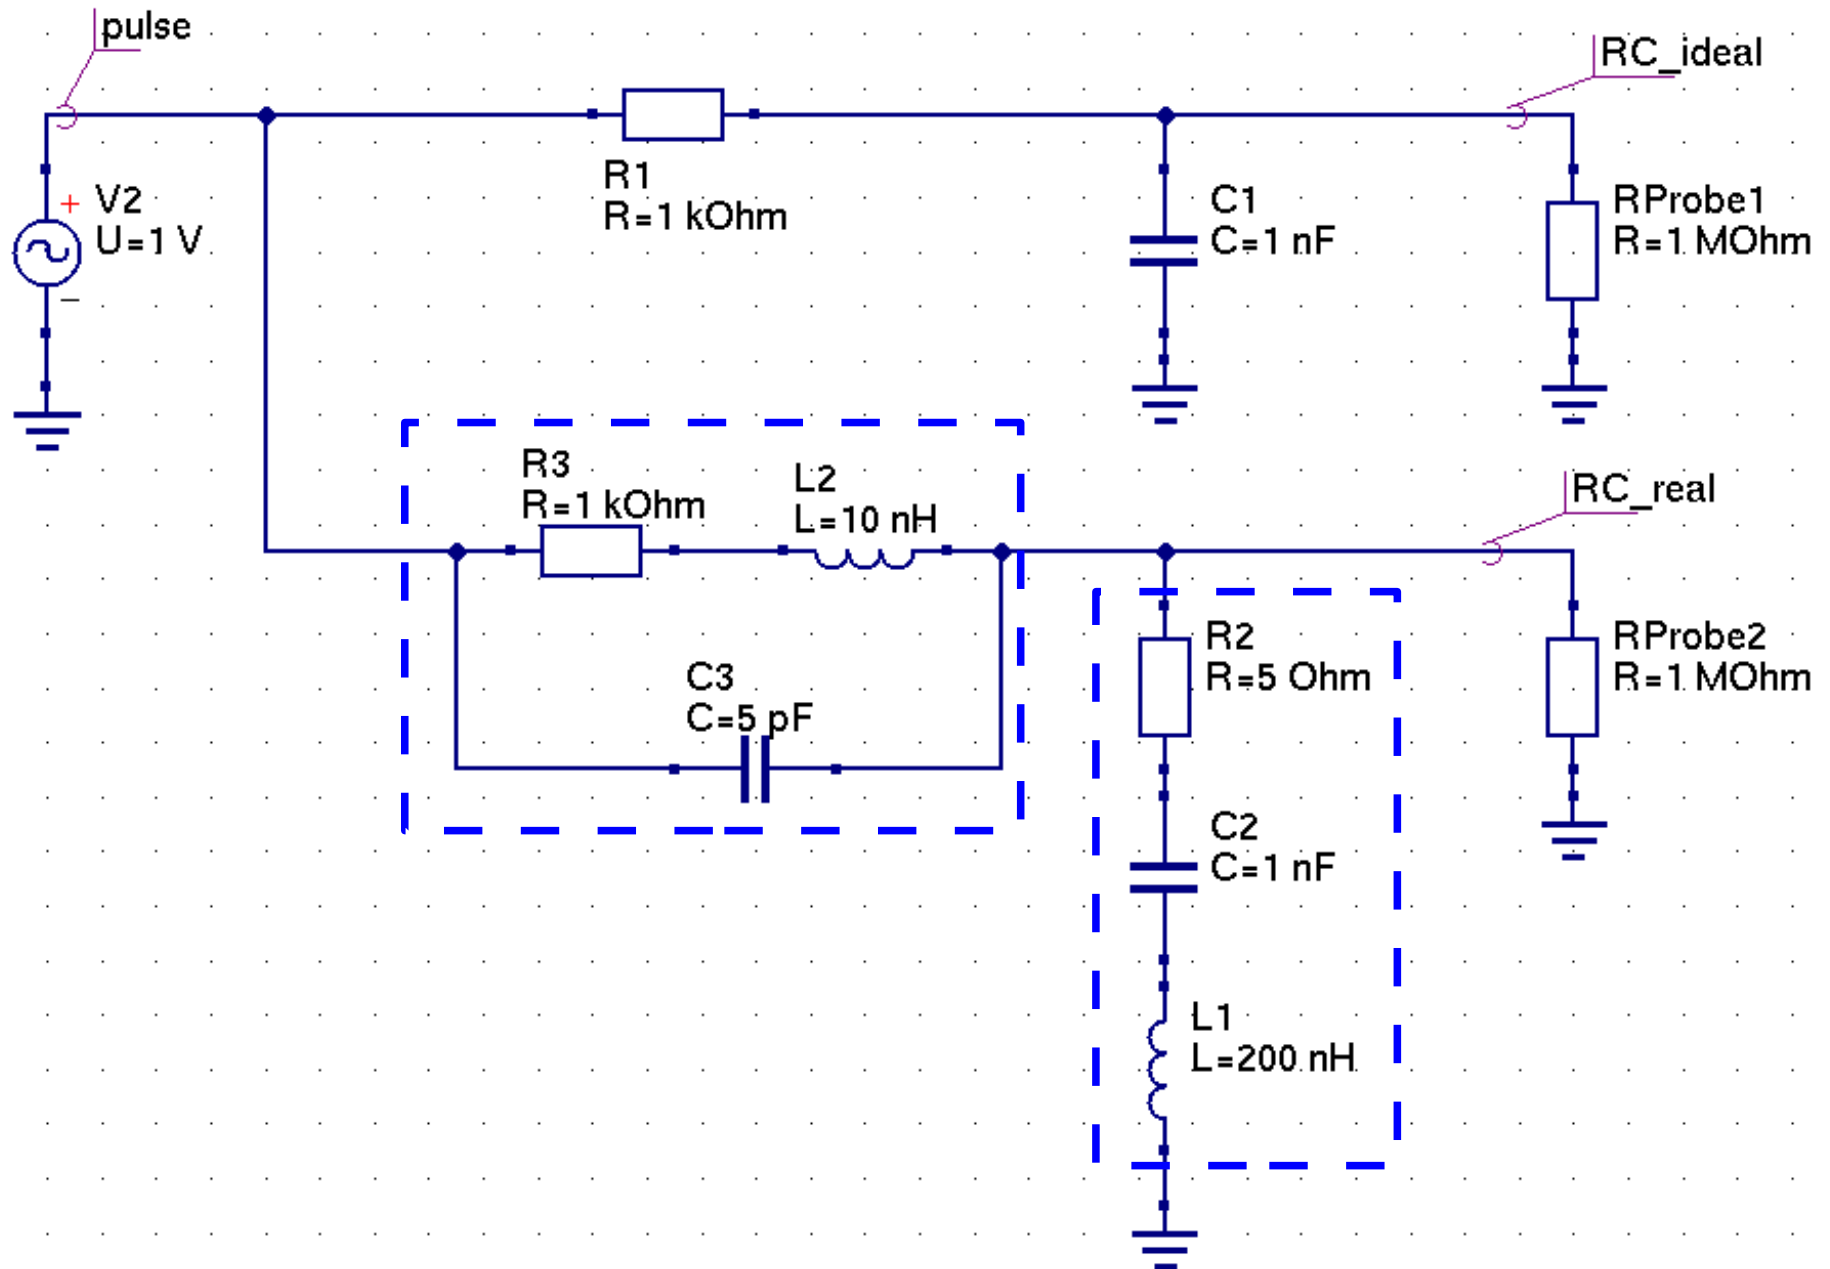 pulse
RC_ideal
V2
U=1 V
+
–
R1
R=1 kOhm
C1
C=1 nF
RProbe1
R=1 MOhm
R3
R=1 kOhm
L2
L=10 nH
RC_real
C3
C=5 pF
R2
R=5 Ohm
RProbe2
R=1 MOhm
C2
C=1 nF
L1
L=200 nH